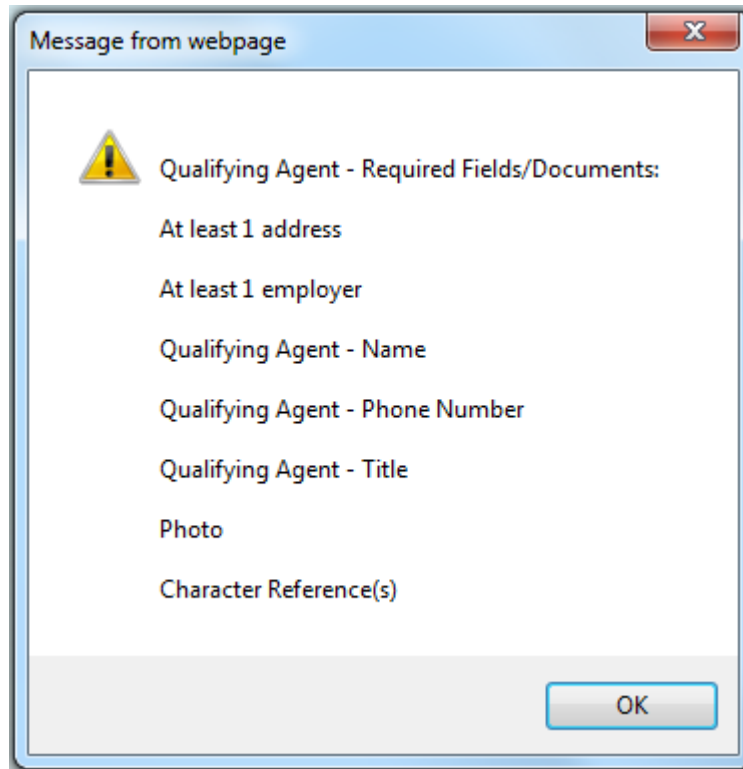 Message from webpage
Qualifying Agent - Required Fields/Documents:
At least 1 address
At least 1 employer
Qualifying Agent - Name
Qualifying Agent - Phone Number
Qualifying Agent - Title
Photo
Character Reference(s)
OK